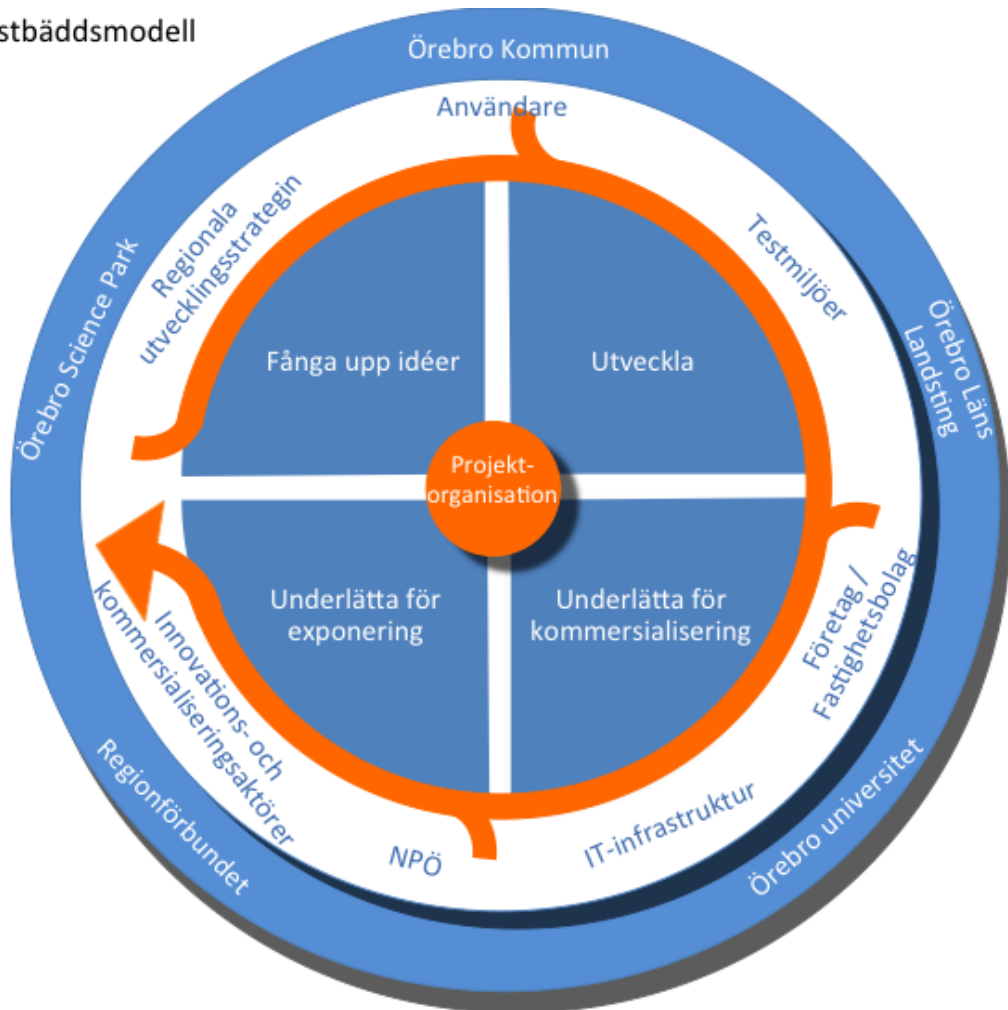 stbäddsmodell
Örebro Kommun
Användare
Regionala
utvecklingsstrategin
Testmiljöer
Örebro Science Park
Örebro Läns
Landsting
Fånga upp idéer
Utveckla
Projekt-
organisation
Underlätta för
exponering
Underlätta för
kommersialisering
Företag /
Fastighetsbolag
Innovations- och
kommersialiseringsaktörer
NPÖ
IT-infrastruktur
Regionförbundet
Örebro universitet